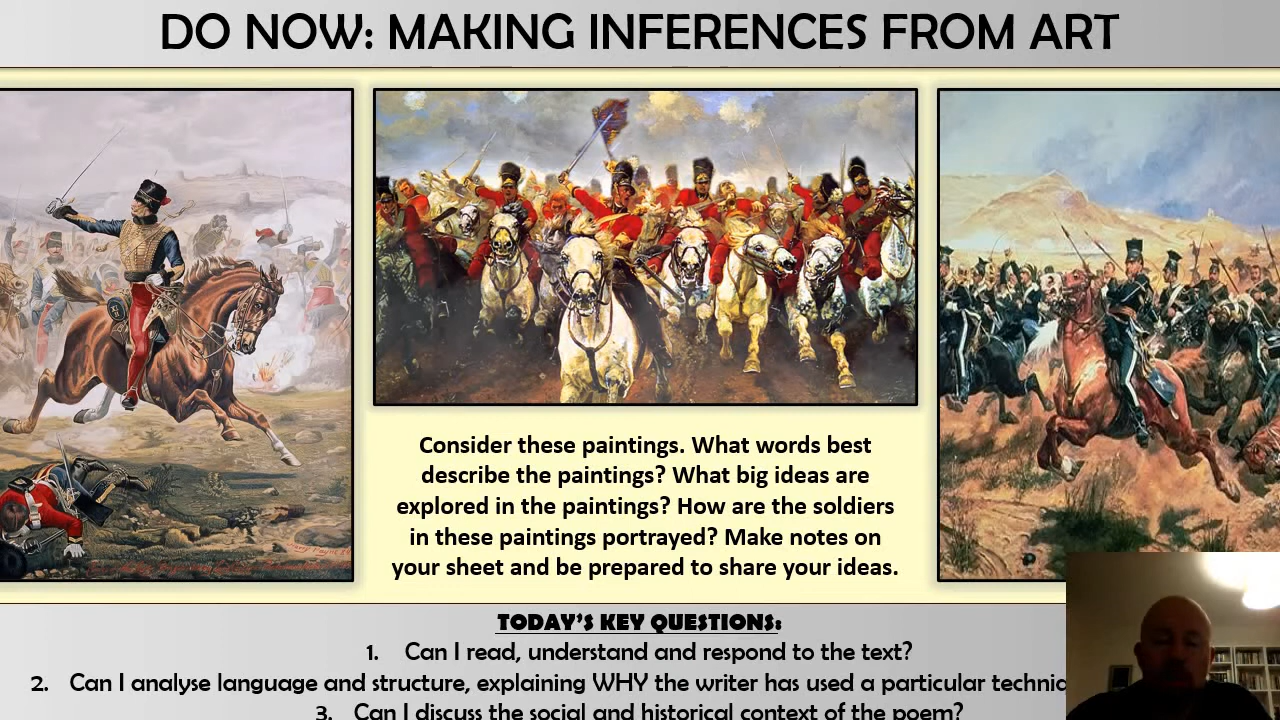 DO NOW: MAKING INFERENCES FROM ART
Consider these paintings. What words best
describe the paintings? What big ideas are
explored in the paintings? How are the soldiers
in these paintings portrayed? Make notes on
your sheet and be prepared to share your ideas.
TODAY'S KEY QUESTIONS:
1. Can I read, understand and respond to the text?
2. Can I analyse language and structure, explaining WHY the writer has used a particular techniq
3. Can I discuss the social and historical context of the poem?